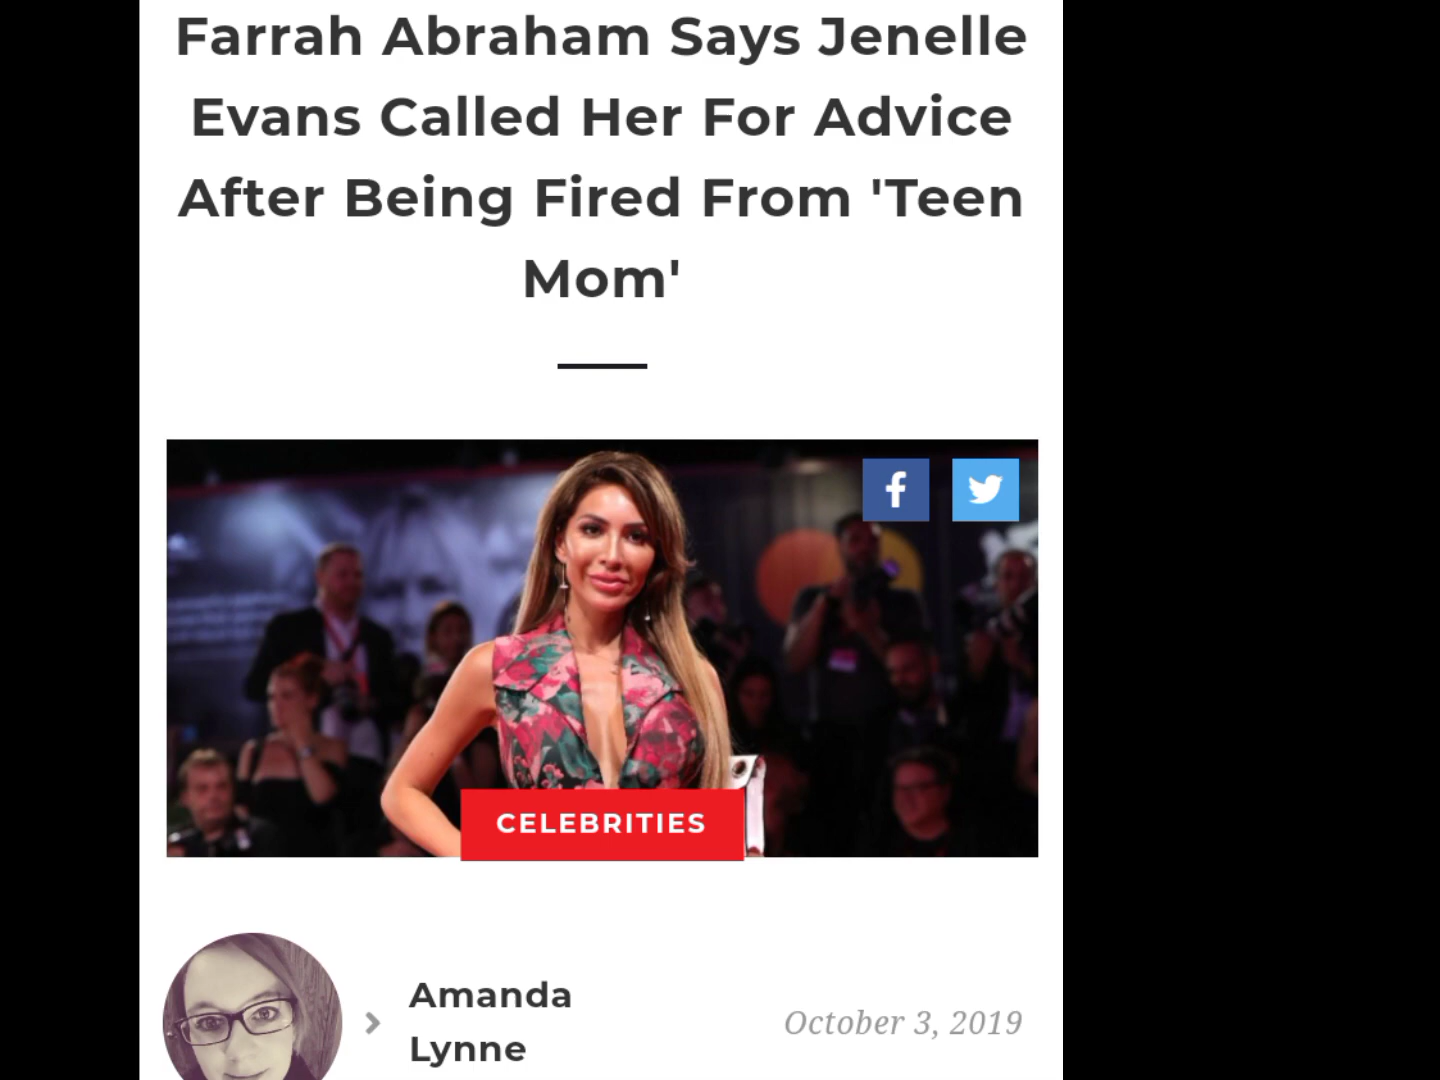 Farrah Abraham Says Jenelle
Evans Called Her For Advice
After Being Fired From 'Teen
Mom'
CELEBRITIES
Amanda
Lynne
October 3, 2019